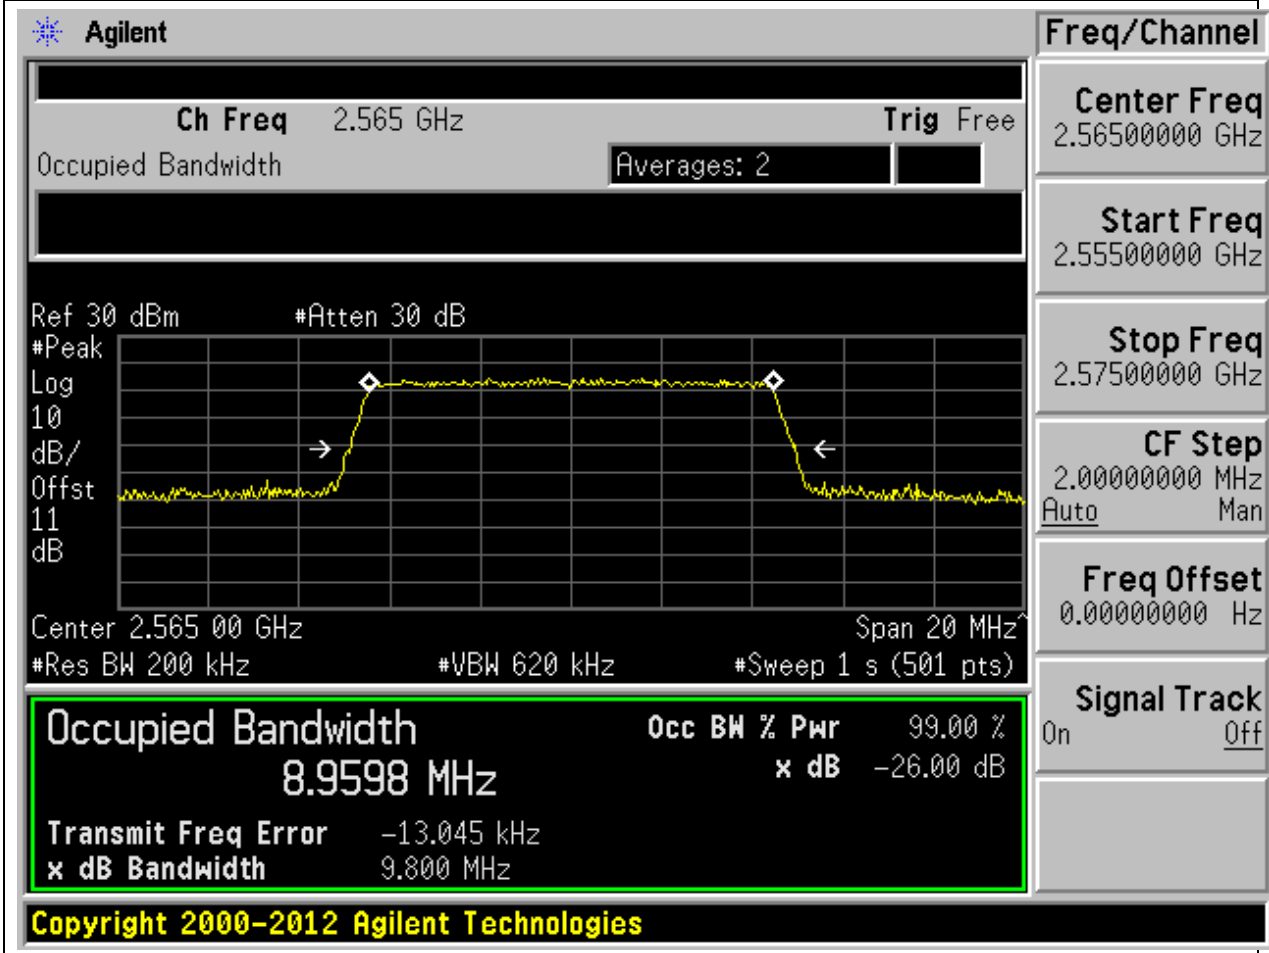 Agilent
Freq/Channel
Ch Freq 2.565 GHz Trig Free
Occupied Bandwidth Averages: 2
Center Freq
2.56500000 GHz
Start Freq
2.55500000 GHz
Stop Freq
2.57500000 GHz
CF Step
2.00000000 MHz
Auto Man
Freq Offset
0.00000000 Hz
Signal Track
On Off
Ref 30 dBm #Atten 30 dB
#Peak
Log
10
dB/
Offst
11
dB
Center 2.565 00 GHz Span 20 MHz^
#Res BW 200 kHz #VBW 620 kHz #Sweep 1 s (501 pts)
Occupied Bandwidth Occ BW % Pwr 99.00 %
8.9598 MHz x dB -26.00 dB
Transmit Freq Error -13.045 kHz
x dB Bandwidth 9.800 MHz
Copyright 2000-2012 Agilent Technologies